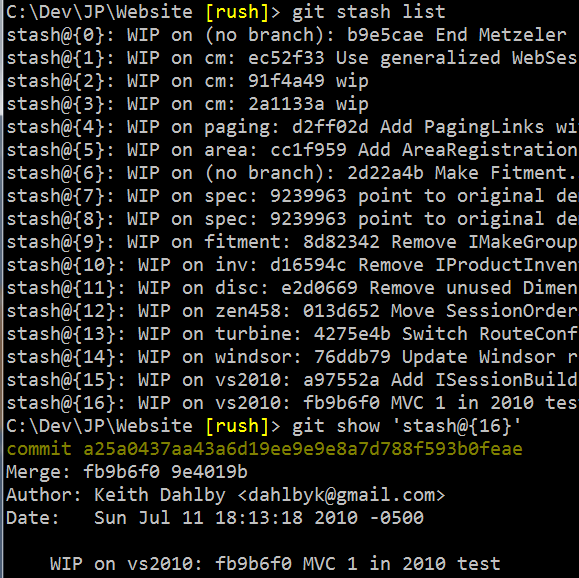 C:\Dev\JP\Website [rush]> git stash list
stash@{0}: WIP on (no branch): b9e5cae End Metzeler
stash@{1}: WIP on cm: ec52f33 Use generalized WebSes
stash@{2}: WIP on cm: 91f4a49 wip
stash@{3}: WIP on cm: 2a1133a wip
stash@{4}: WIP on paging: d2ff02d Add PagingLinks wi
stash@{5}: WIP on area: cc1f959 Add AreaRegistration
stash@{6}: WIP on (no branch): 2d22a4b Make Fitment.
stash@{7}: WIP on spec: 9239963 point to original de
stash@{8}: WIP on spec: 9239963 point to original de
stash@{9}: WIP on fitment: 8d82342 Remove IMakeGroup
stash@{10}: WIP on inv: d16594c Remove IProductInven
stash@{11}: WIP on disc: e2d0669 Remove unused Dimen
stash@{12}: WIP on zen458: 013d652 Move SessionOrder
stash@{13}: WIP on turbine: 4275e4b Switch RouteConf
stash@{14}: WIP on windsor: 76ddb79 Update Windsor r
stash@{15}: WIP on vs2010: a97552a Add ISessionBuild
stash@{16}: WIP on vs2010: fb9b6f0 MVC 1 in 2010 tes
C:\Dev\JP\Website [rush]> git show 'stash@{16}'
commit a25a0437aa43a6d19ee9e9e8a7d788f593b0feae
Merge: fb9b6f0 9e4019b
Author: Keith Dahlby <dahlbyk@gmail.com>
Date:   Sun Jul 11 18:13:18 2010 -0500
WIP on vs2010: fb9b6f0 MVC 1 in 2010 test